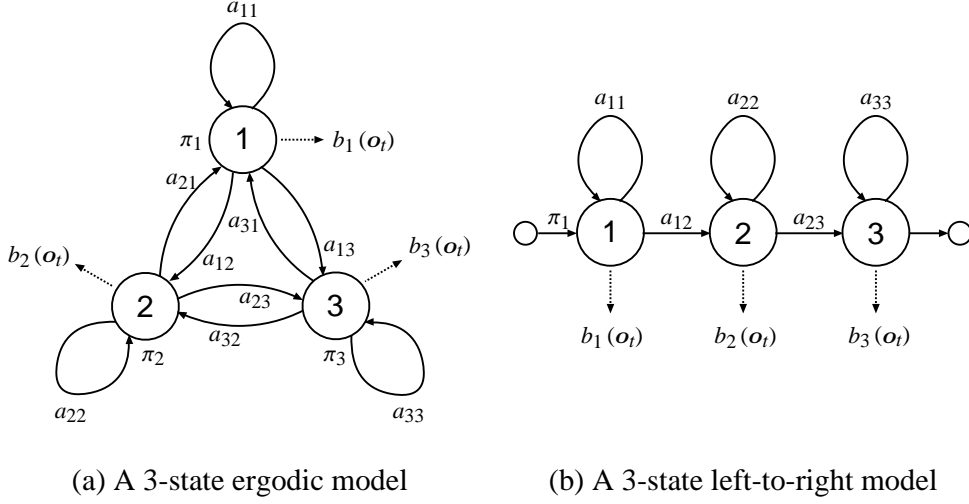 a₁₁
π₁ 1 b₁(oₜ)
a₂₁ a₃₁
a₁₂ a₁₃
b₂(oₜ) b₃(oₜ)
2 a₂₃ 3
a₃₂
π₂ π₃
a₂₂ a₃₃
(a) A 3-state ergodic model
a₁₁ a₂₂ a₃₃
π₁ 1 a₁₂ 2 a₂₃ 3
b₁(oₜ) b₂(oₜ) b₃(oₜ)
(b) A 3-state left-to-right model